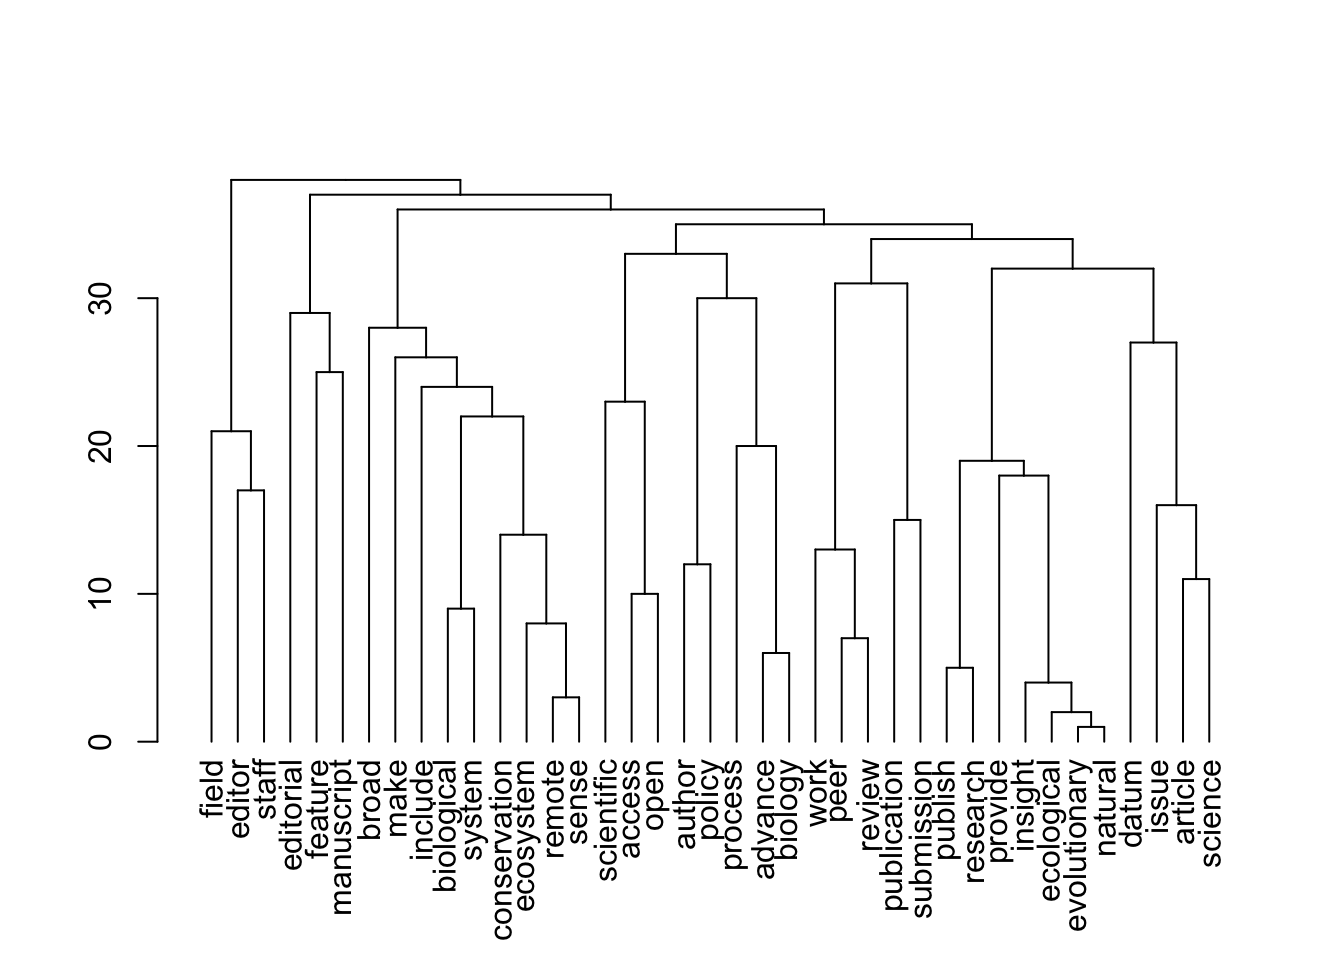 30
20
10
0
field
editor
staff
editorial
feature
manuscript
broad
make
include
biological
system
conservation
ecosystem
remote
sense
scientific
access
open
author
policy
process
advance
biology
work
peer
review
publication
submission
publish
research
provide
insight
ecological
evolutionary
natural
datum
issue
article
science